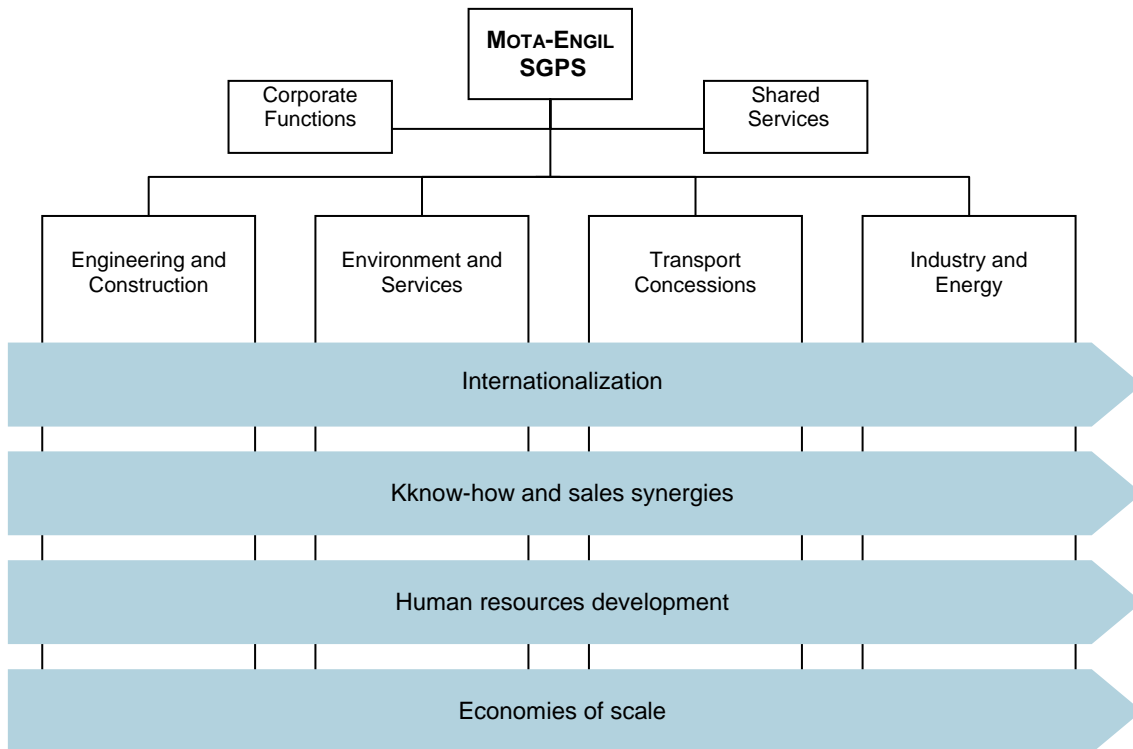 MOTA-ENGIL
SGPS
Corporate
Functions
Shared
Services
Engineering and
Construction
Environment and
Services
Transport
Concessions
Industry and
Energy
Internationalization
Kknow-how and sales synergies
Human resources development
Economies of scale